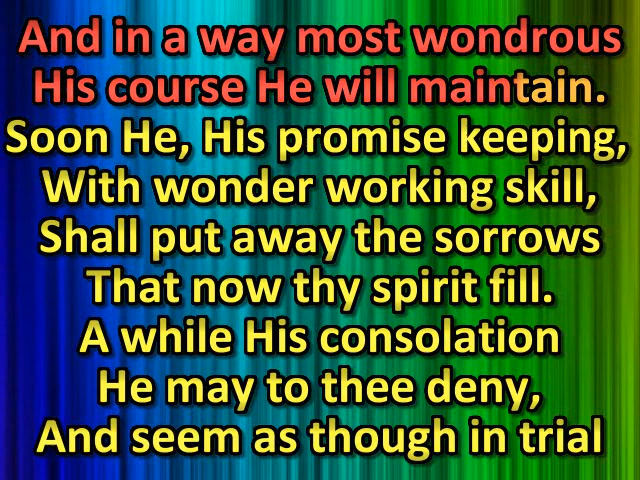 And in a way most wondrous
His course He will maintain.
Soon He, His promise keeping,
With wonder working skill,
Shall put away the sorrows
That now thy spirit fill.
A while His consolation
He may to thee deny,
And seem as though in trial